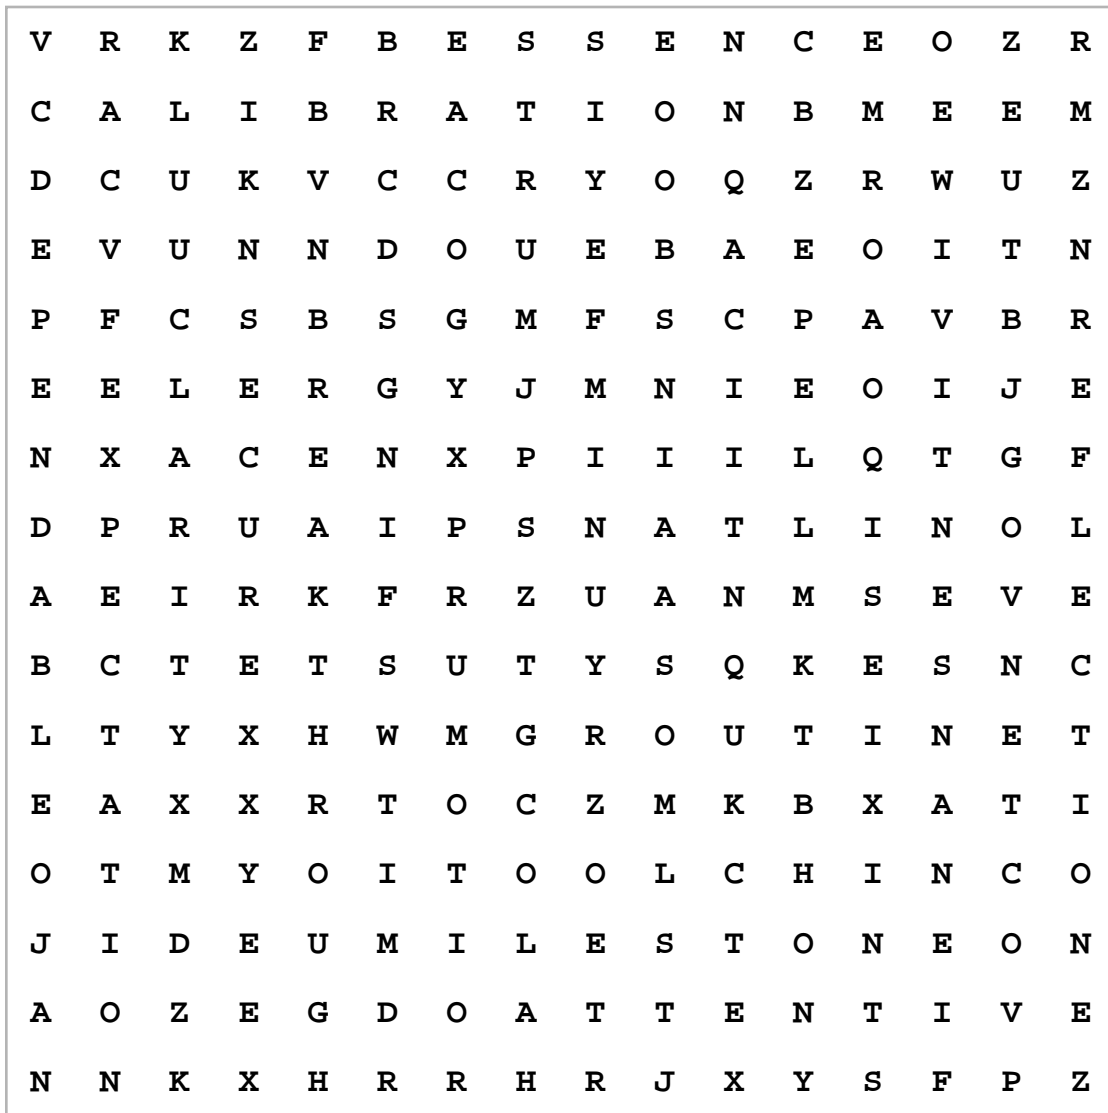 V R K Z F B E S S E N C E O Z R
C A L I B R A T I O N B M E E M
D C U K V C C R Y O Q Z R W U Z
E V U N N D O U E B A E O I T N
P F C S B S G M F S C P A V B R
E E L E R G Y J M N I E O I J E
N X A C E N X P I I I L Q T G F
D P R U A I P S N A T L I N O L
A E I R K F R Z U A N M S E V E
B C T E T S U T Y S Q K E S N C
L T Y X H W M G R O U T I N E T
E A X X R T O C Z M K B X A T I
O T M Y O I T O O L C H I N C O
J I D E U M I L E S T O N E O N
A O Z E G D O A T T E N T I V E
N N K X H R R H R J X Y S F P Z